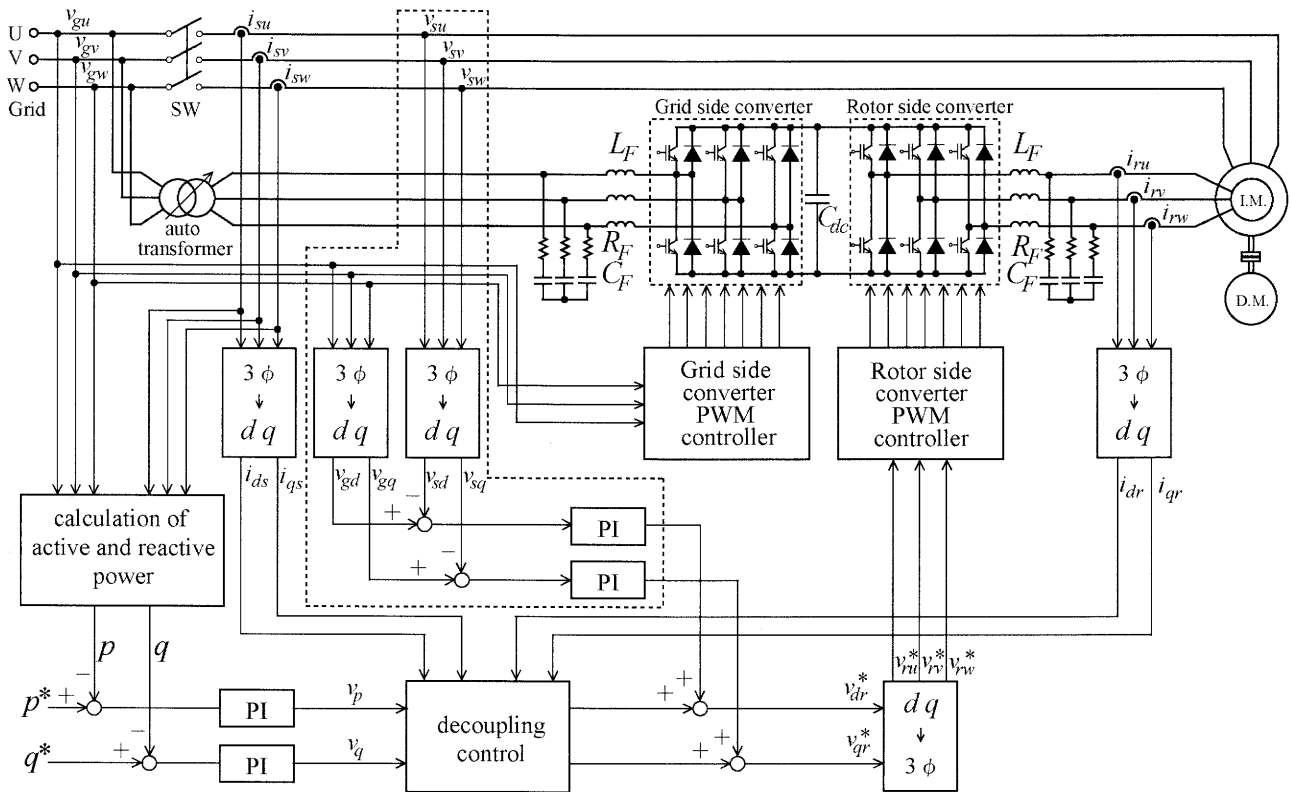 U
V
W
Grid
v_gu
v_gv
v_gw
SW
i_su
i_sv
i_sw
v_su
v_sv
v_sw
Grid side converter
Rotor side converter
L_F
R_F
C_F
C_dc
L_F
R_F
C_F
i_ru
i_rv
i_rw
I.M.
D.M.
auto
transformer
3 ϕ
↓
d q
3 ϕ
↓
d q
3 ϕ
↓
d q
Grid side
converter
PWM
controller
Rotor side
converter
PWM
controller
3 ϕ
↓
d q
i_ds
i_qs
v_gd
v_gq
v_sd
v_sq
i_dr
i_qr
calculation of
active and reactive
power
+
−
PI
+
−
PI
p
q
p*
+
−
PI
v_p
q*
+
−
PI
v_q
decoupling
control
+
+
+
+
v_dr*
v_qr*
v_ru*
v_rv*
v_rw*
d q
↓
3 ϕ